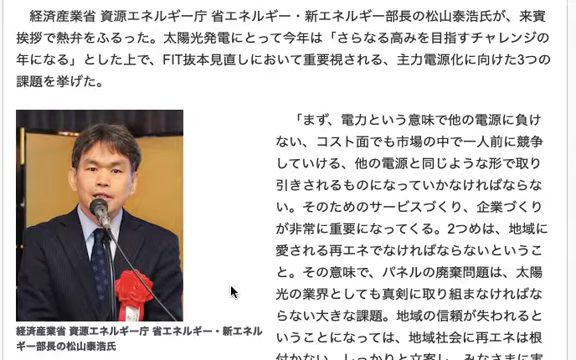 経済産業省 資源エネルギー庁 省エネルギー・新エネルギー部長の松山泰浩氏が、来賓
挨拶で熱弁をふるった。太陽光発電にとって今年は「さらなる高みを目指すチャレンジの
年になる」とした上で、FIT抜本見直しにおいて重要視される、主力電源化に向けた3つの
課題を挙げた。
「まず、電力という意味で他の電源に負け
ない、コスト面でも市場の中で一人前に競争
していける、他の電源と同じような形で取り
引きされるものになっていかなければならな
い。そのためのサービスづくり、企業づくり
が非常に重要になってくる。2つめは、地域に
愛される再エネでなければならないというこ
と。その意味で、パネルの廃棄問題は、太陽
光の業界としても真剣に取り組まなければな
らない大きな課題。地域の信頼が失われると
いうことになっては、地域社会に再エネは根
付かない。しっかりと立案し、みなさまに実
経済産業省 資源エネルギー庁 省エネルギー・新エネル
ギー部長の松山泰浩氏